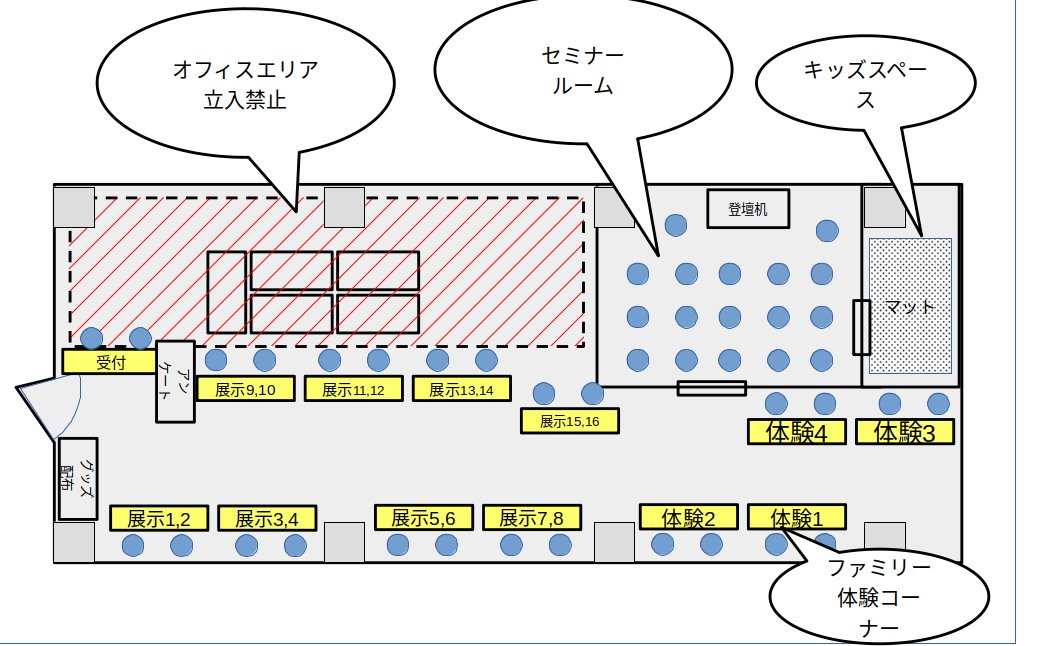 オフィスエリア
立入禁止
セミナー
ルーム
キッズスペー
ス
登壇机
マット
受付
アン
ケート
展示9,10
展示11,12
展示13,14
展示15,16
体験4
体験3
グッズ
配布
展示1,2
展示3,4
展示5,6
展示7,8
体験2
体験1
ファミリー
体験コー
ナー